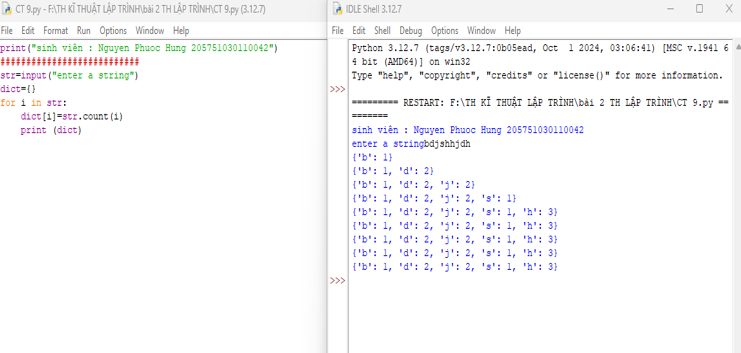 CT 9.py - F:\TH KĨ THUẬT LẬP TRÌNH\bài 2 TH LẬP TRÌNH\CT 9.py (3.12.7)
File Edit Format Run Options Window Help
print("sinh viên : Nguyen Phuoc Hung 205751030110042")
###########################
str=input("enter a string")
dict={}
for i in str:
    dict[i]=str.count(i)
    print (dict)
IDLE Shell 3.12.7
File Edit Shell Debug Options Window Help
Python 3.12.7 (tags/v3.12.7:0b05ead, Oct  1 2024, 03:06:41) [MSC v.1941 6
4 bit (AMD64)] on win32
Type "help", "copyright", "credits" or "license()" for more information.
>>>
========= RESTART: F:\TH KĨ THUẬT LẬP TRÌNH\bài 2 TH LẬP TRÌNH\CT 9.py ==
=======
sinh viên : Nguyen Phuoc Hung 205751030110042
enter a stringbdjshhjdh
{'b': 1}
{'b': 1, 'd': 2}
{'b': 1, 'd': 2, 'j': 2}
{'b': 1, 'd': 2, 'j': 2, 's': 1}
{'b': 1, 'd': 2, 'j': 2, 's': 1, 'h': 3}
{'b': 1, 'd': 2, 'j': 2, 's': 1, 'h': 3}
{'b': 1, 'd': 2, 'j': 2, 's': 1, 'h': 3}
{'b': 1, 'd': 2, 'j': 2, 's': 1, 'h': 3}
{'b': 1, 'd': 2, 'j': 2, 's': 1, 'h': 3}
>>>